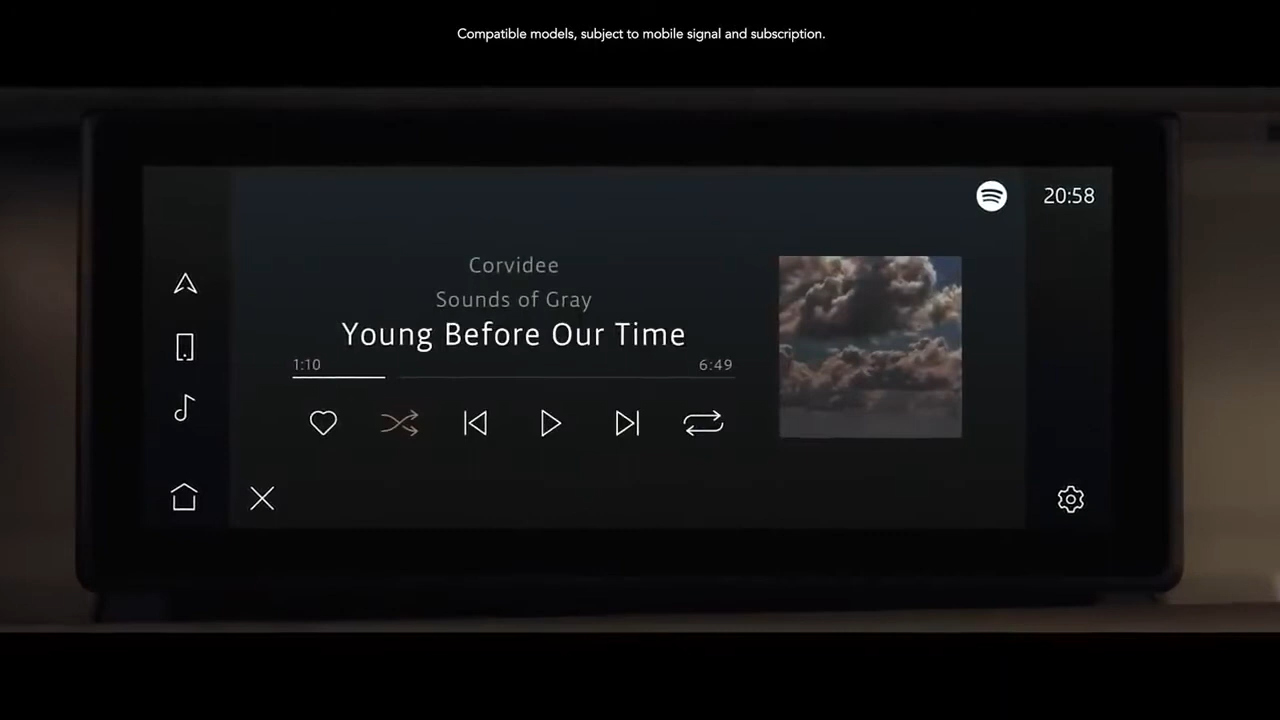 Compatible models, subject to mobile signal and subscription.
20:58
Corvidee
Sounds of Gray
Young Before Our Time
1:10
6:49